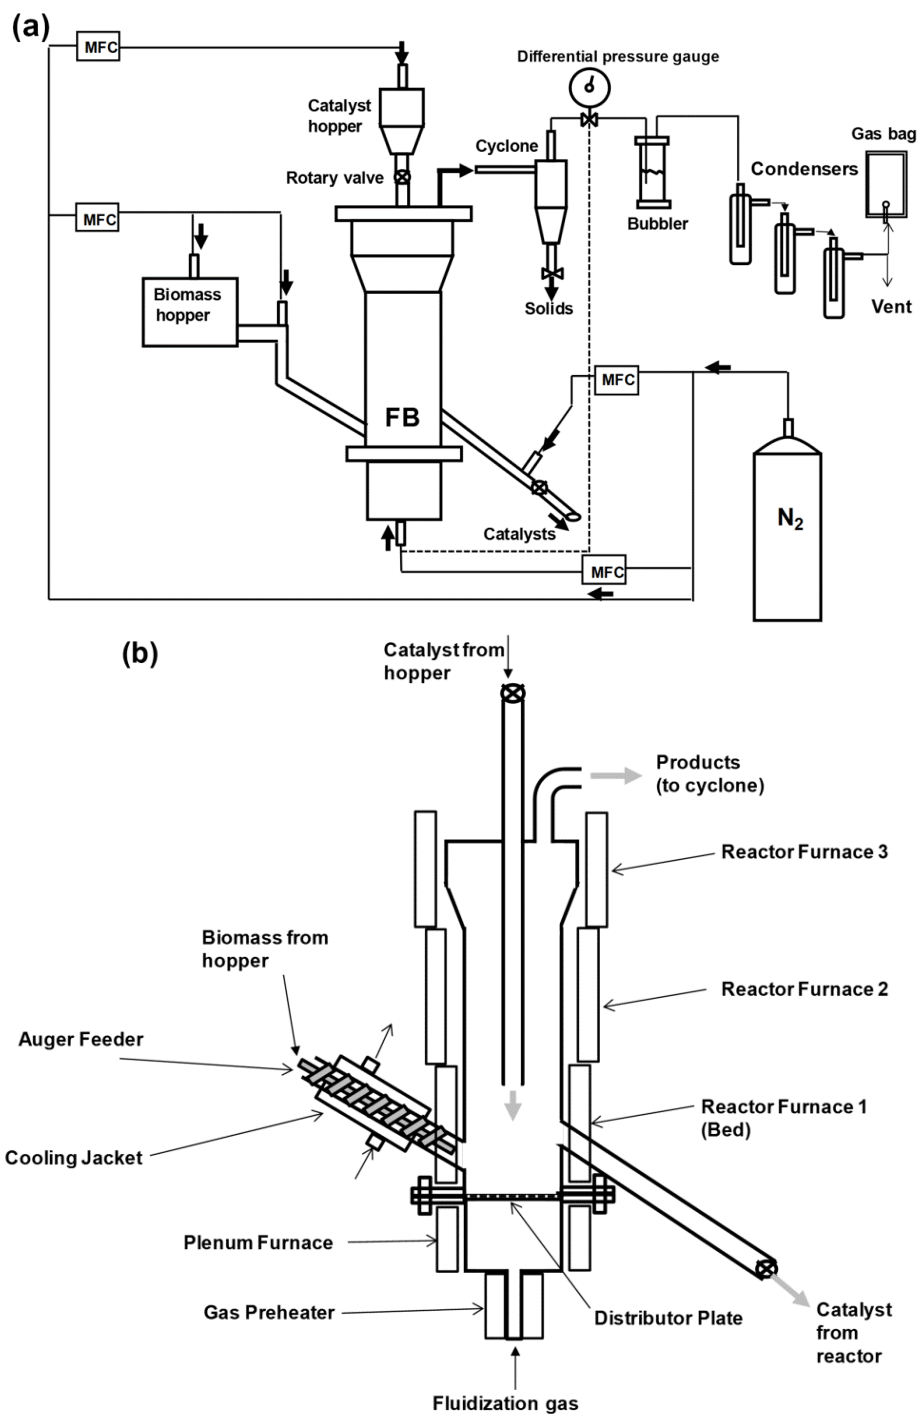 (a)
MFC
Differential pressure gauge
Catalyst
hopper
Cyclone
Gas bag
Condensers
Rotary valve
MFC
Bubbler
Biomass
hopper
Solids
Vent
MFC
FB
N2
Catalysts
MFC
(b)
Catalyst from
hopper
Products
(to cyclone)
Reactor Furnace 3
Biomass from
hopper
Reactor Furnace 2
Auger Feeder
Reactor Furnace 1
(Bed)
Cooling Jacket
Plenum Furnace
Gas Preheater
Distributor Plate
Catalyst
from
reactor
Fluidization gas